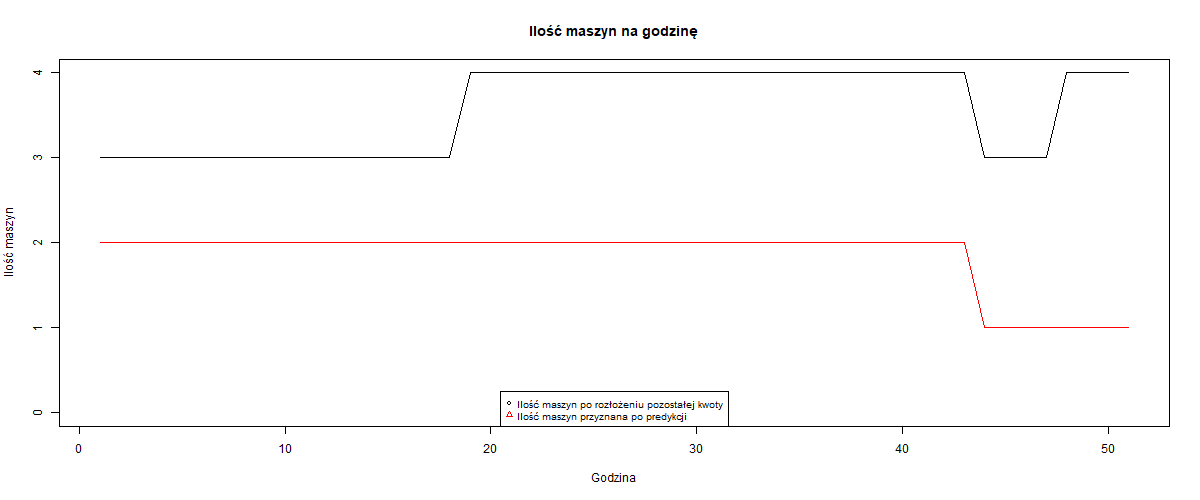 Ilość maszyn na godzinę
Ilość maszyn
4
3
2
1
0
Ilość maszyn po rozłożeniu pozostałej kwoty
Ilość maszyn przyznana po predykcji
0 10 20 30 40 50
Godzina